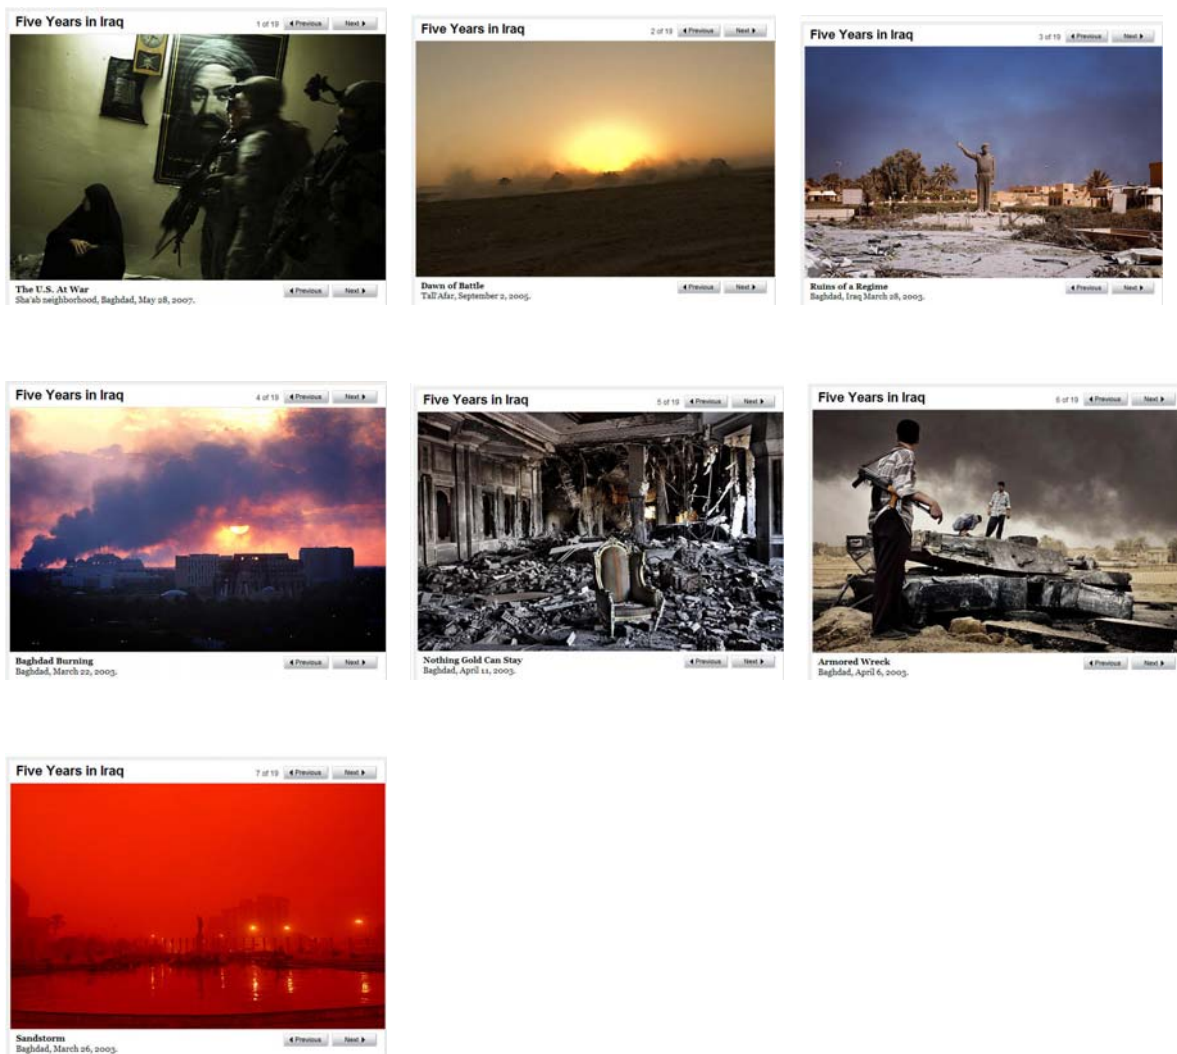 Five Years in Iraq
1 of 19 Previous Next
The U.S. At War
Sha'ab neighborhood, Baghdad, May 28, 2007.
Previous Next
Five Years in Iraq
2 of 19 Previous Next
Dawn of Battle
Tall'Afar, September 2, 2005.
Previous Next
Five Years in Iraq
3 of 19 Previous Next
Ruins of a Regime
Baghdad, Iraq March 28, 2003.
Previous Next
Five Years in Iraq
4 of 19 Previous Next
Baghdad Burning
Baghdad, March 22, 2003.
Previous Next
Five Years in Iraq
5 of 19 Previous Next
Nothing Gold Can Stay
Baghdad, April 11, 2003.
Previous Next
Five Years in Iraq
6 of 19 Previous Next
Armored Wreck
Baghdad, April 6, 2003.
Previous Next
Five Years in Iraq
7 of 19 Previous Next
Sandstorm
Baghdad, March 26, 2003.
Previous Next